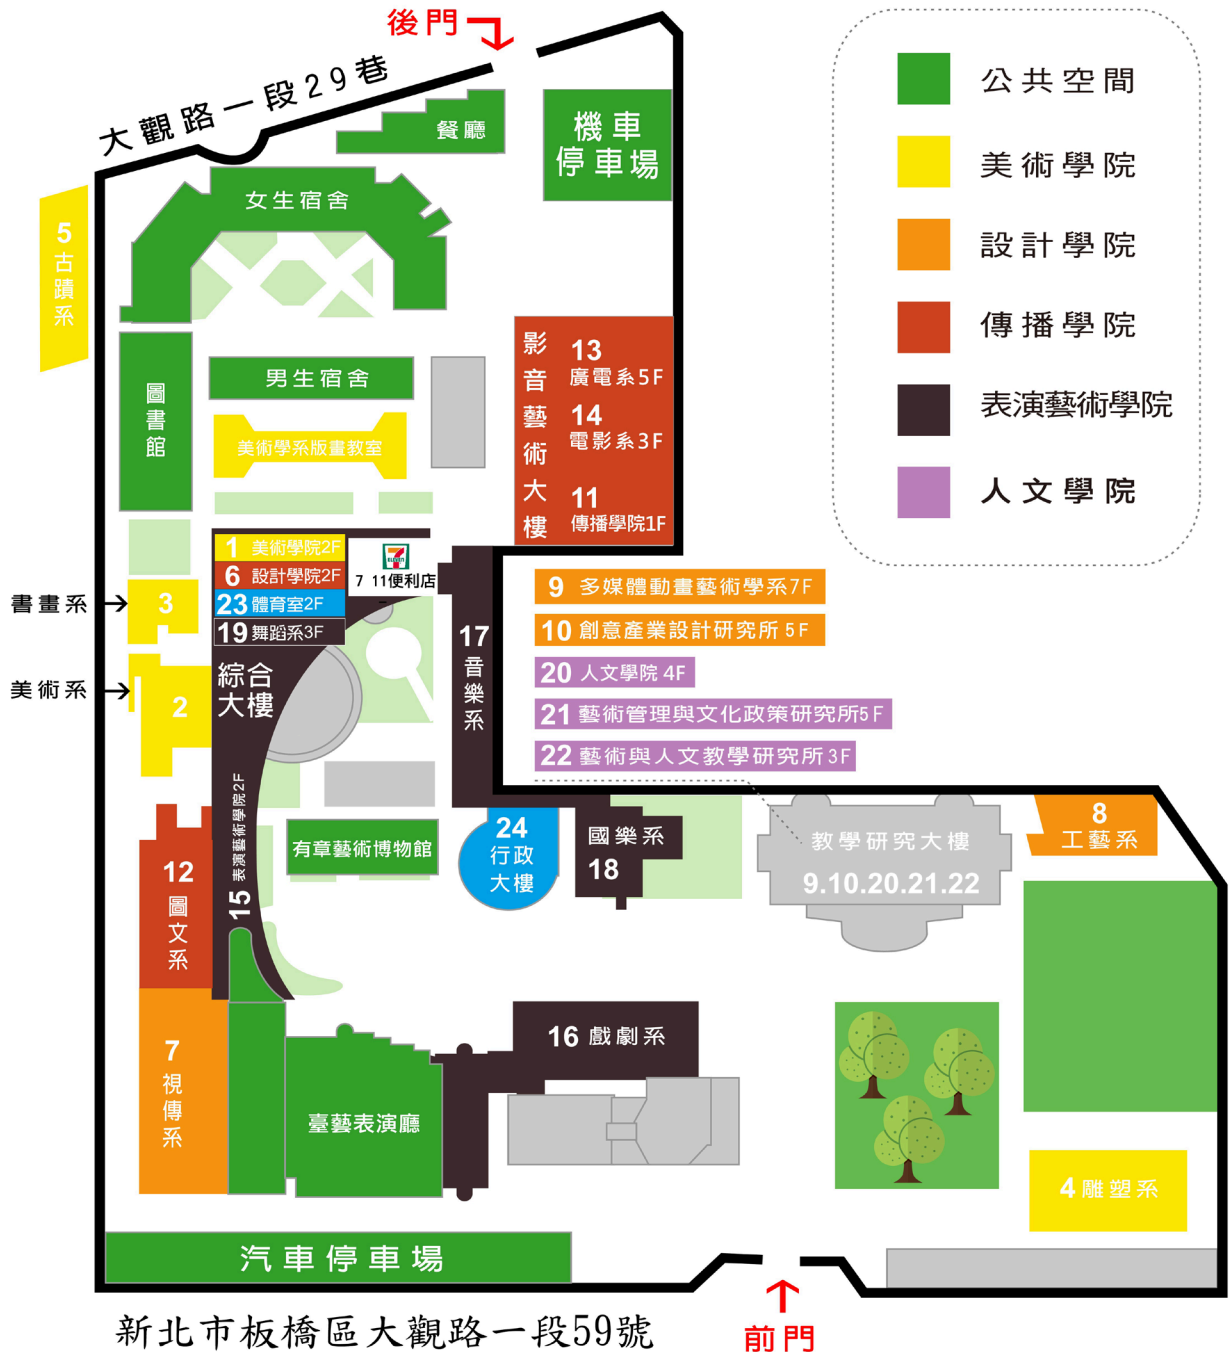 後門
大觀路一段29巷
餐廳
機車
停車場
女生宿舍
5
古蹟系
圖書館
男生宿舍
美術學系版畫教室
影音藝術大樓
13
廣電系5F
14
電影系3F
11
傳播學院1F
1 美術學院2F
6 設計學院2F
23 體育室2F
19 舞蹈系3F
7
ELEVEN
7 11便利店
書畫系
3
美術系
2
綜合
大樓
17
音樂系
9 多媒體動畫藝術學系7F
10 創意產業設計研究所 5F
20 人文學院 4F
21 藝術管理與文化政策研究所5F
22 藝術與人文教學研究所 3F
15 表演藝術學院2F
12
圖文系
有章藝術博物館
24
行政
大樓
國樂系
18
教學研究大樓
9.10.20.21.22
8
工藝系
7
視傳系
臺藝表演廳
16 戲劇系
4 雕塑系
汽車停車場
前門
新北市板橋區大觀路一段59號
公共空間
美術學院
設計學院
傳播學院
表演藝術學院
人文學院